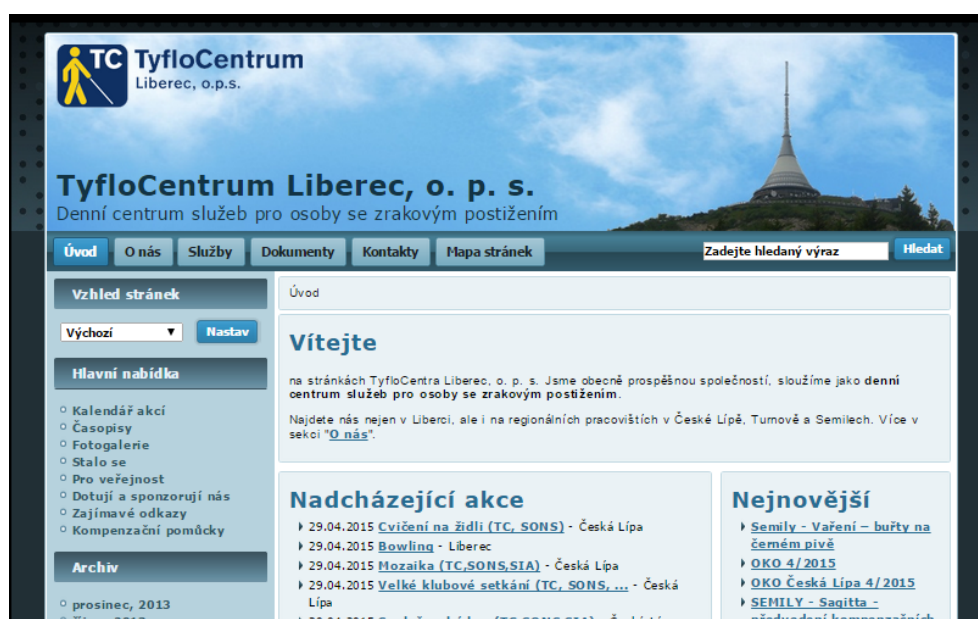 TC TyfloCentrum
Liberec, o.p.s.
TyfloCentrum Liberec, o. p. s.
Denní centrum služeb pro osoby se zrakovým postižením
Úvod O nás Služby Dokumenty Kontakty Mapa stránek Zadejte hledaný výraz Hledat
Vzhled stránek
Výchozí Nastav
Hlavní nabídka
Kalendář akcí
Časopisy
Fotogalerie
Stalo se
Pro veřejnost
Dotují a sponzorují nás
Zajímavé odkazy
Kompenzační pomůcky
Archiv
prosinec, 2013
Úvod
Vítejte
na stránkách TyfloCentra Liberec, o. p. s. Jsme obecně prospěšnou společností, sloužíme jako denní
centrum služeb pro osoby se zrakovým postižením.
Najdete nás nejen v Liberci, ale i na regionálních pracovištích v České Lípě, Turnově a Semilech. Více v
sekci "O nás".
Nadcházející akce
29.04.2015 Cvičení na židli (TC, SONS) - Česká Lípa
29.04.2015 Bowling - Liberec
29.04.2015 Mozaika (TC,SONS,SIA) - Česká Lípa
29.04.2015 Velké klubové setkání (TC, SONS, ... - Česká
Lípa
Nejnovější
Semily - Vaření – buřty na
černém pivě
OKO 4/2015
OKO Česká Lípa 4/2015
SEMILY - Sagitta -
předvedení kompenzačních